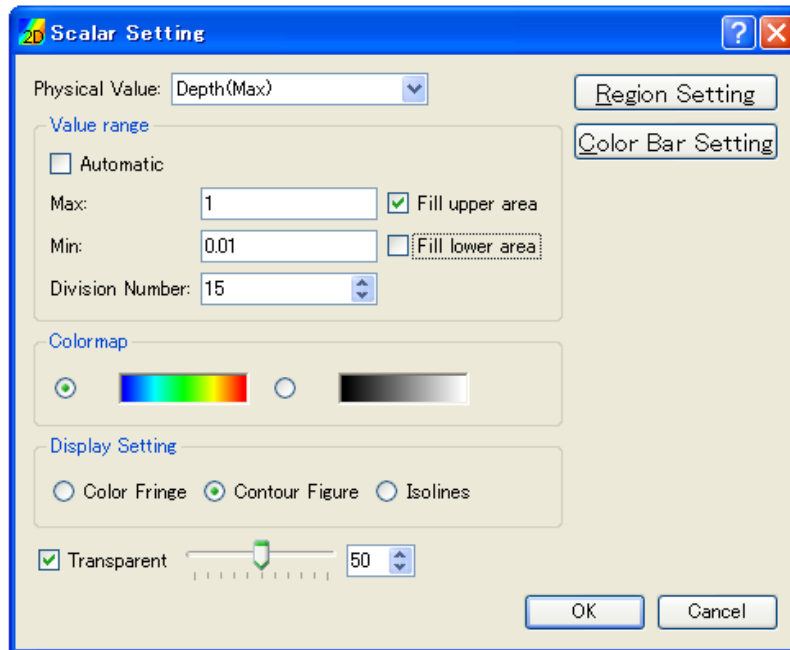 2D Scalar Setting ?
Physical Value: Depth(Max)
Region Setting
Value range
Color Bar Setting
Automatic
Max: 1 Fill upper area
Min: 0.01 Fill lower area
Division Number: 15
Colormap
Display Setting
Color Fringe Contour Figure Isolines
Transparent 50
OK Cancel